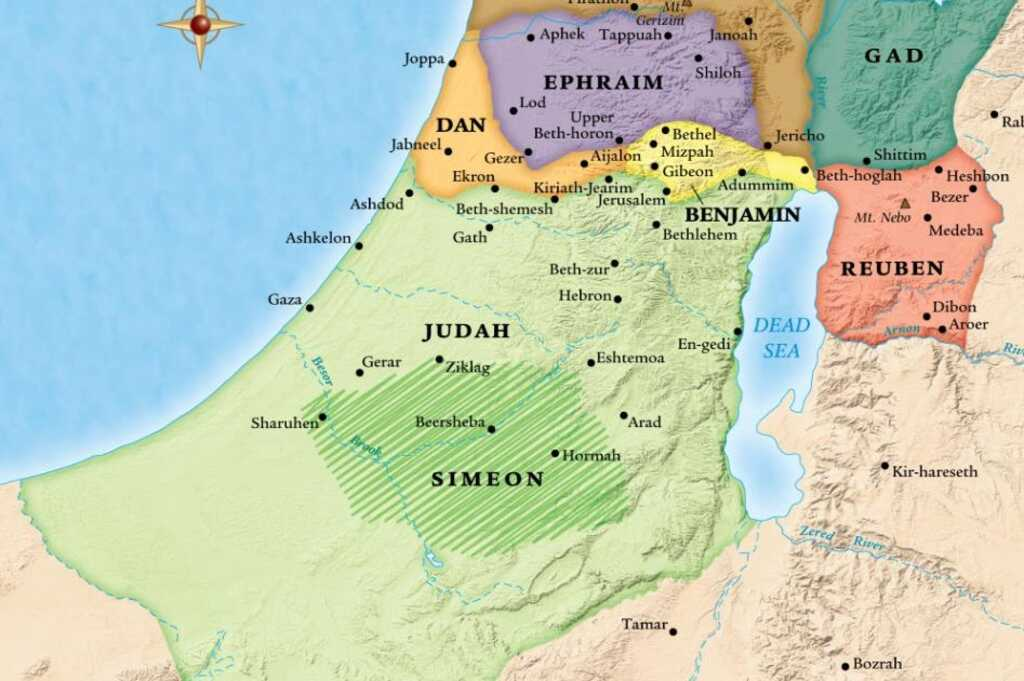 Mt.
Gerizim
Aphek
Tappuah
Janoah
Joppa
GAD
Shiloh
EPHRAIM
River
Lod
Upper
Beth-horon
DAN
Bethel
Jericho
Jabneel
Gezer
Mizpah
Aijalon
Shittim
Gibeon
Beth-hoglah
Heshbon
Ekron
Kiriath-Jearim
Adummim
Bezer
Jerusalem
Ashdod
Beth-shemesh
BENJAMIN
Mt. Nebo
Medeba
Ashkelon
Gath
Bethlehem
REUBEN
Beth-zur
Gaza
Hebron
Dibon
JUDAH
DEAD
SEA
Arnon
Aroer
En-gedi
Gerar
Ziklag
Eshtemoa
Besor
Brook
Sharuhen
Beersheba
Arad
Hormah
SIMEON
Kir-hareseth
Zered River
Tamar
Bozrah